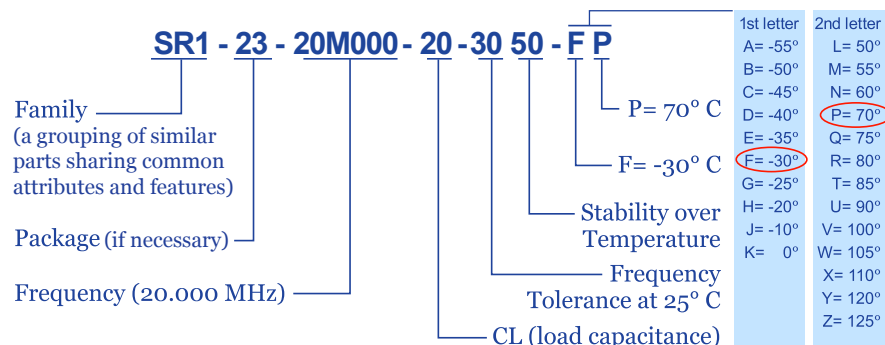 SR1 - 23 - 20M000 - 20 - 30 50 - F P
Family
(a grouping of similar
parts sharing common
attributes and features)
Package (if necessary)
Frequency (20.000 MHz)
P= 70° C
F= -30° C
Stability over
Temperature
Frequency
Tolerance at 25° C
CL (load capacitance)
1st letter
A= -55°
B= -50°
C= -45°
D= -40°
E= -35°
F= -30°
G= -25°
H= -20°
J= -10°
K= 0°
2nd letter
L= 50°
M= 55°
N= 60°
P= 70°
Q= 75°
R= 80°
T= 85°
U= 90°
V= 100°
W= 105°
X= 110°
Y= 120°
Z= 125°